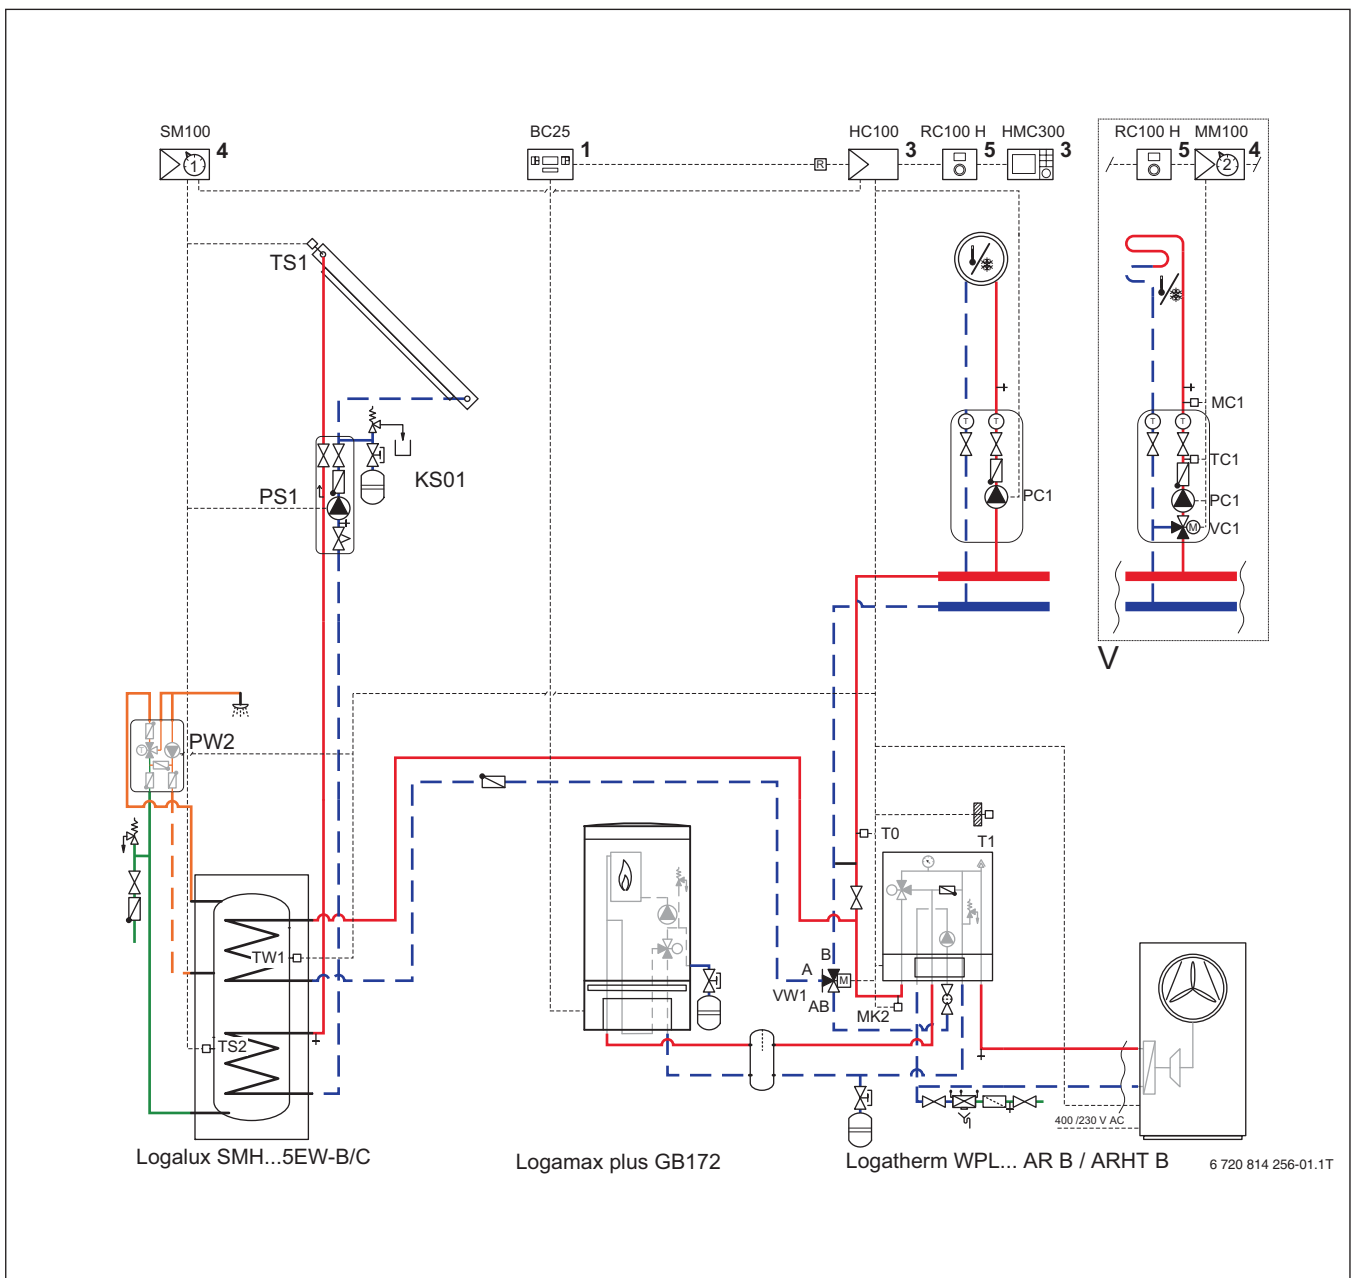 SM100
4
1
BC25
1
R
HC100
3
RC100 H
5
HMC300
3
RC100 H
5
MM100
4
2
TS1
KS01
PS1
MC1
T
T
T
T
TC1
PC1
PC1
M
VC1
V
PW2
T
T0
T1
TW1
B
A
M
VW1
AB
MK2
TS2
400 /230 V AC
Logalux SMH...5EW-B/C
Logamax plus GB172
Logatherm WPL... AR B / ARHT B
6 720 814 256-01.1T